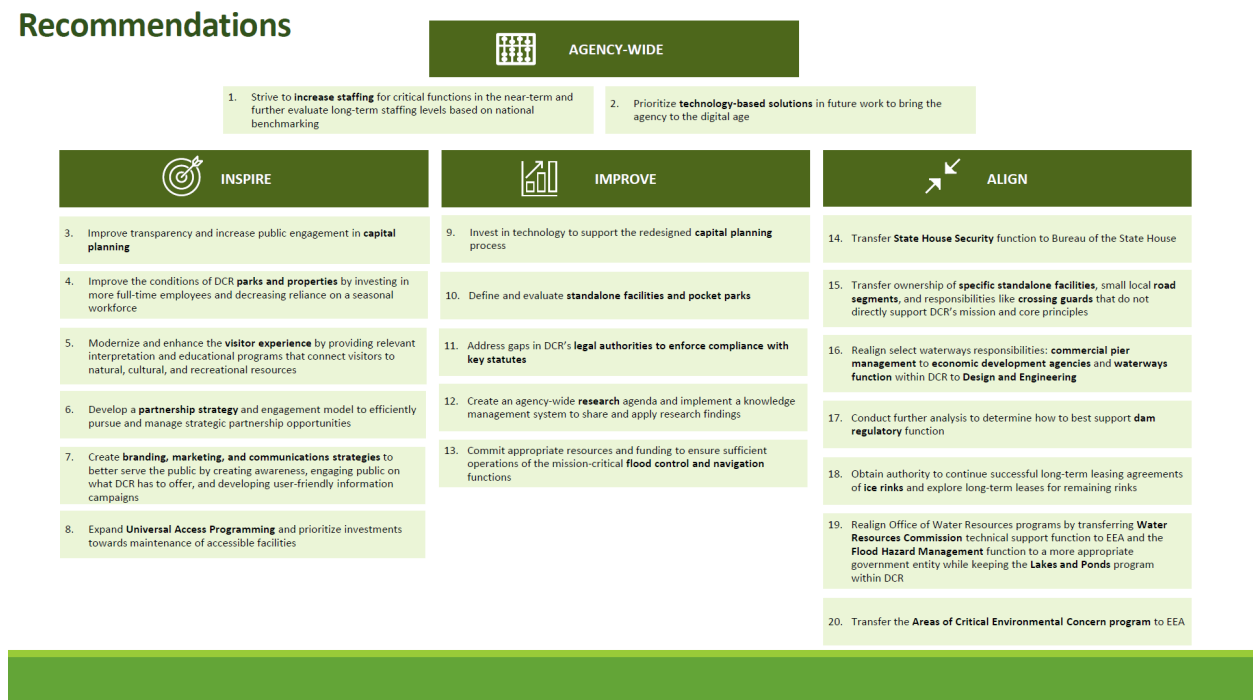 Recommendations
AGENCY-WIDE
1. Strive to increase staffing for critical functions in the near-term and
further evaluate long-term staffing levels based on national
benchmarking
2. Prioritize technology-based solutions in future work to bring the
agency to the digital age
INSPIRE
3. Improve transparency and increase public engagement in capital
planning
4. Improve the conditions of DCR parks and properties by investing in
more full-time employees and decreasing reliance on a seasonal
workforce
5. Modernize and enhance the visitor experience by providing relevant
interpretation and educational programs that connect visitors to
natural, cultural, and recreational resources
6. Develop a partnership strategy and engagement model to efficiently
pursue and manage strategic partnership opportunities
7. Create branding, marketing, and communications strategies to
better serve the public by creating awareness, engaging public on
what DCR has to offer, and developing user-friendly information
campaigns
8. Expand Universal Access Programming and prioritize investments
towards maintenance of accessible facilities
IMPROVE
9. Invest in technology to support the redesigned capital planning
process
10. Define and evaluate standalone facilities and pocket parks
11. Address gaps in DCR's legal authorities to enforce compliance with
key statutes
12. Create an agency-wide research agenda and implement a knowledge
management system to share and apply research findings
13. Commit appropriate resources and funding to ensure sufficient
operations of the mission-critical flood control and navigation
functions
ALIGN
14. Transfer State House Security function to Bureau of the State House
15. Transfer ownership of specific standalone facilities, small local road
segments, and responsibilities like crossing guards that do not
directly support DCR's mission and core principles
16. Realign select waterways responsibilities: commercial pier
management to economic development agencies and waterways
function within DCR to Design and Engineering
17. Conduct further analysis to determine how to best support dam
regulatory function
18. Obtain authority to continue successful long-term leasing agreements
of ice rinks and explore long-term leases for remaining risks
19. Realign Office of Water Resources programs by transferring Water
Resources Commission technical support function to EEA and the
Flood Hazard Management function to a more appropriate
government entity while keeping the Lakes and Ponds program
within DCR
20. Transfer the Areas of Critical Environmental Concern program to EEA